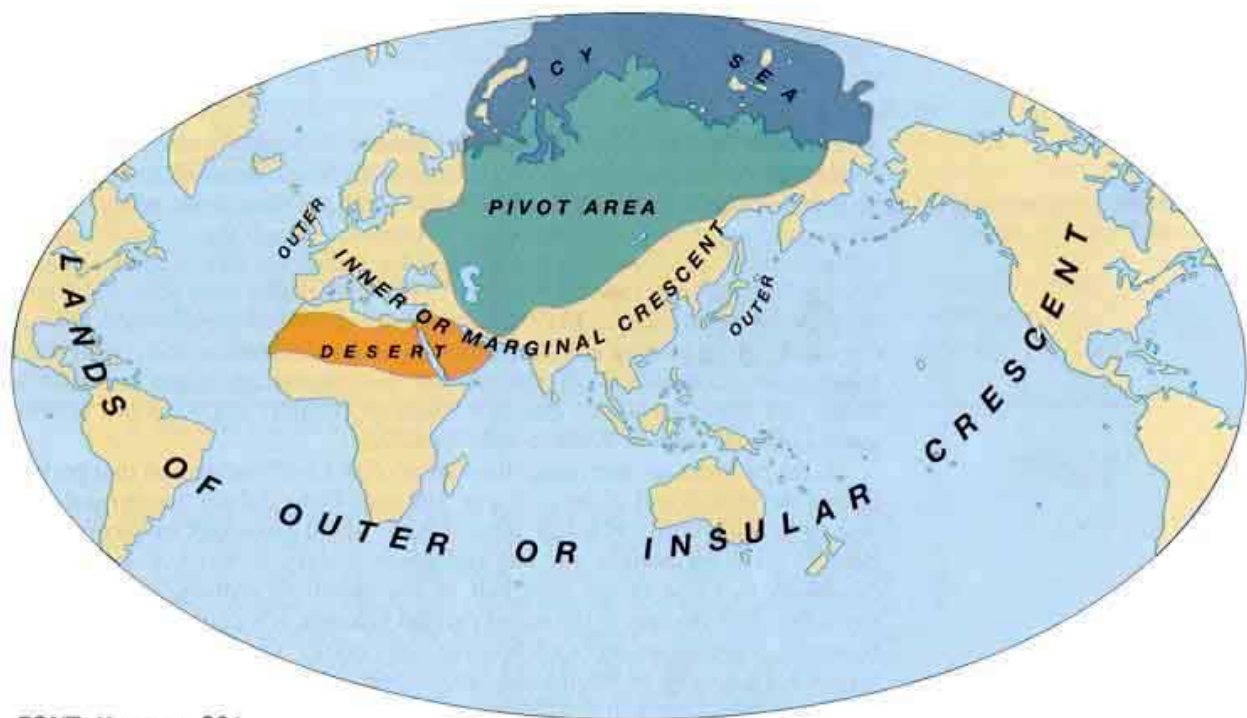 ICY SEA
PIVOT AREA
OUTER
INNER OR MARGINAL CRESCENT
OUTER
DESERT
LANDS OF OUTER OR INSULAR CRESCENT